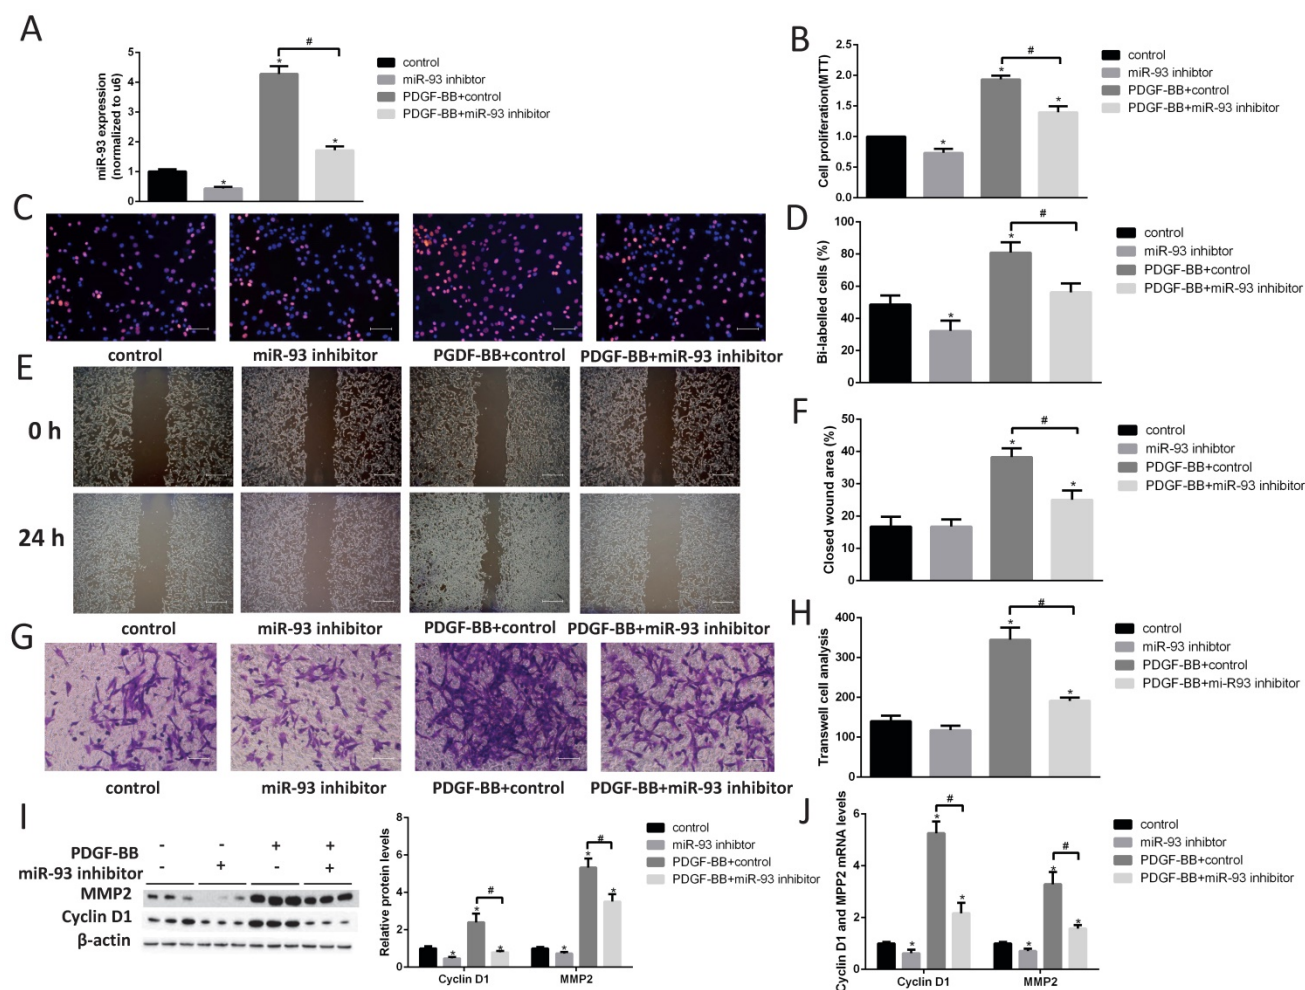 A
miR-93 expression
(normalized to u6)
5
4
3
2
1
0
*
*
*
#
control
miR-93 inhibtor
PDGF-BB+control
PDGF-BB+miR-93 inhibitor
B
Cell proliferation(MTT)
2.5
2.0
1.5
1.0
0.5
0.0
*
*
*
#
control
miR-93 inhibtor
PDGF-BB+control
PDGF-BB+miR-93 inhibitor
C
control
miR-93 inhibitor
PGDF-BB+control
PDGF-BB+miR-93 inhibitor
D
Bi-labelled cells (%)
100
80
60
40
20
0
*
*
#
control
miR-93 inhibtor
PDGF-BB+control
PDGF-BB+miR-93 inhibitor
E
0 h
24 h
control
miR-93 inhibitor
PDGF-BB+control
PDGF-BB+miR-93 inhibitor
F
Closed wound area (%)
50
40
30
20
10
0
*
*
#
control
miR-93 inhibtor
PDGF-BB+control
PDGF-BB+miR-93 inhibitor
G
control
miR-93 inhibitor
PDGF-BB+control
PDGF-BB+miR-93 inhibitor
H
Transwell cell analysis
400
300
200
100
0
*
*
#
control
miR-93 inhibtor
PDGF-BB+control
PDGF-BB+mi-R93 inhibitor
I
PDGF-BB - - + +
miR-93 inhibitor - + - +
MMP2
Cyclin D1
β-actin
Relative protein levels
8
6
4
2
0
*
*
*
#
*
*
*
#
Cyclin D1
MMP2
control
miR-93 inhibtor
PDGF-BB+control
PDGF-BB+miR-93 inhibitor
J
Cyclin D1 and MPP2 mRNA levels
6
4
2
0
*
*
*
#
*
*
*
#
Cyclin D1
MMP2
control
miR-93 inhibtor
PDGF-BB+control
PDGF-BB+miR-93 inhibitor